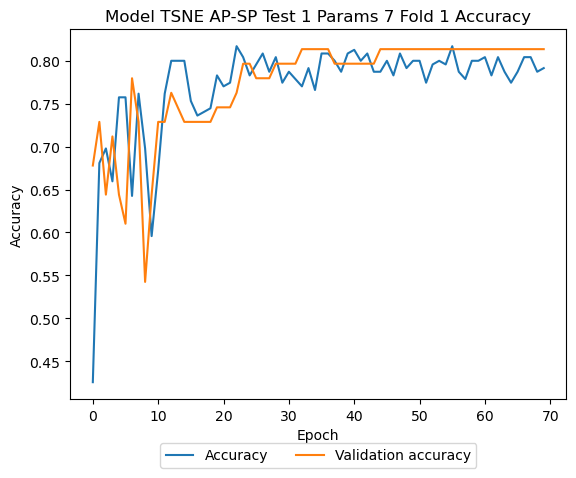 Model TSNE AP-SP Test 1 Params 7 Fold 1 Accuracy
0.80
0.75
0.70
0.65
0.60
0.55
0.50
0.45
Accuracy
0 10 20 30 40 50 60 70
Epoch
Accuracy Validation accuracy